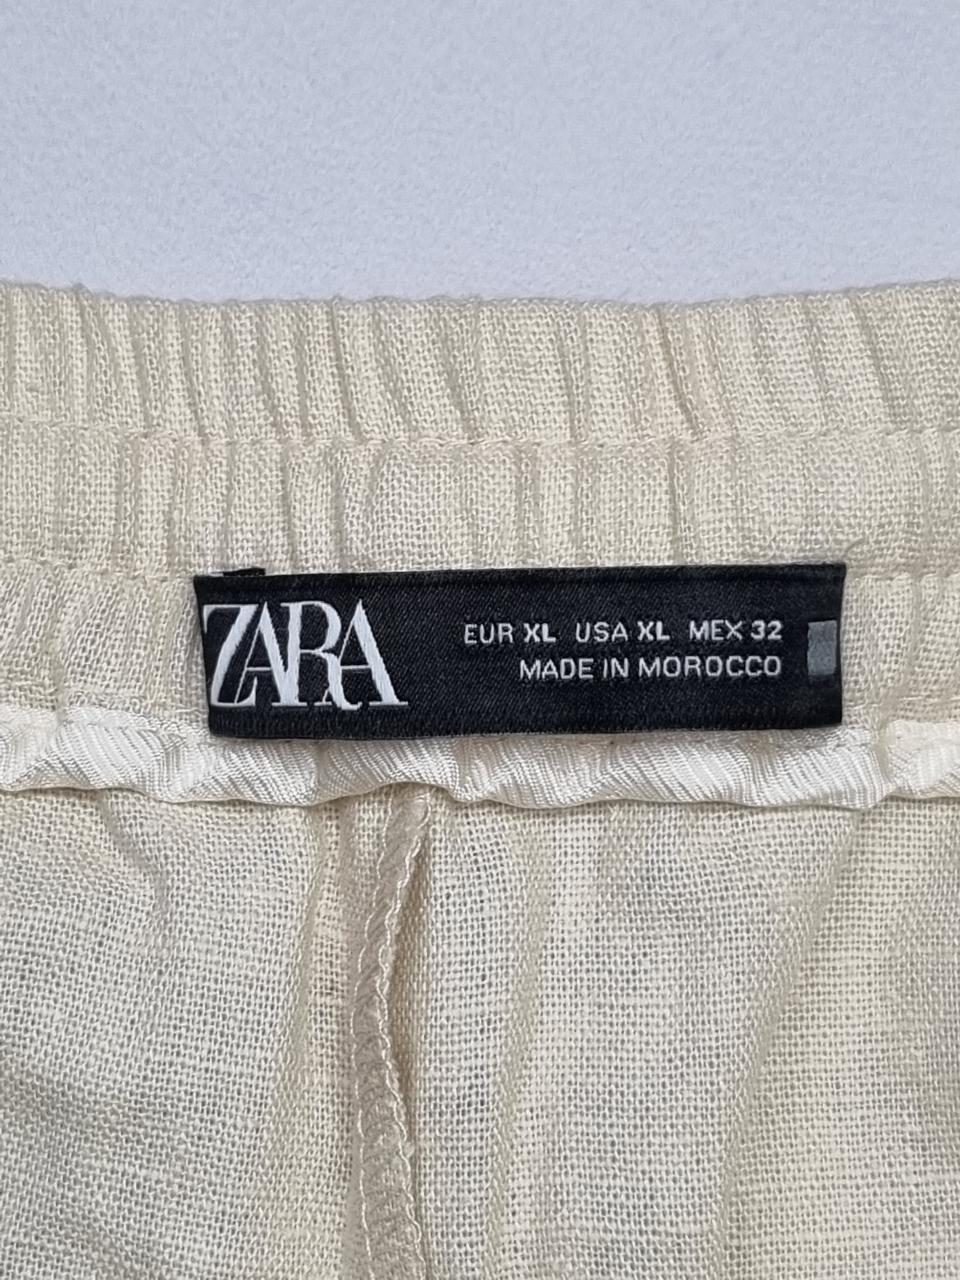 ZARA
EUR XL USA XL MEX 32
MADE IN MOROCCO